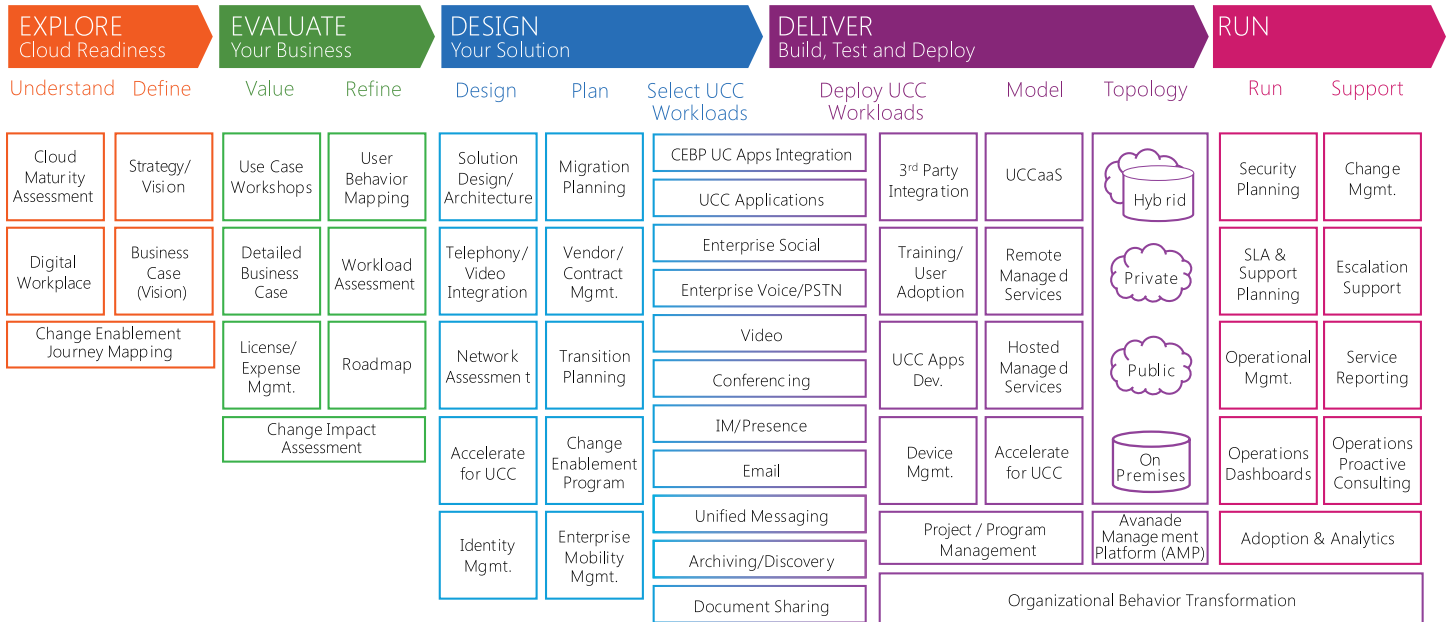 EXPLORE
Cloud Readiness
EVALUATE
Your Business
DESIGN
Your Solution
DELIVER
Build, Test and Deploy
RUN
Understand
Define
Value
Refine
Design
Plan
Select UCC
Workloads
Deploy UCC
Workloads
Model
Topology
Run
Support
Cloud
Maturity
Assessment
Strategy/
Vision
Digital
Workplace
Business
Case
(Vision)
Change Enablement
Journey Mapping
Use Case
Workshops
User
Behavior
Mapping
Detailed
Business
Case
Workload
Assessment
License/
Expense
Mgmt.
Roadmap
Change Impact
Assessment
Solution
Design/
Architecture
Migration
Planning
Telephony/
Video
Integration
Vendor/
Contract
Mgmt.
Network
Assessment
Transition
Planning
Accelerate
for UCC
Change
Enablement
Program
Identity
Mgmt.
Enterprise
Mobility
Mgmt.
CEBP UC Apps Integration
UCC Applications
Enterprise Social
Enterprise Voice/PSTN
Video
Conferencing
IM/Presence
Email
Unified Messaging
Archiving/Discovery
Document Sharing
3rd Party
Integration
UCCaaS
Training/
User
Adoption
Remote
Managed
Services
UCC Apps
Dev.
Hosted
Managed
Services
Device
Mgmt.
Accelerate
for UCC
Project / Program
Management
Hybrid
Private
Public
On
Premises
Avanade
Management
Platform (AMP)
Security
Planning
Change
Mgmt.
SLA &
Support
Planning
Escalation
Support
Operational
Mgmt.
Service
Reporting
Operations
Dashboards
Operations
Proactive
Consulting
Adoption & Analytics
Organizational Behavior Transformation